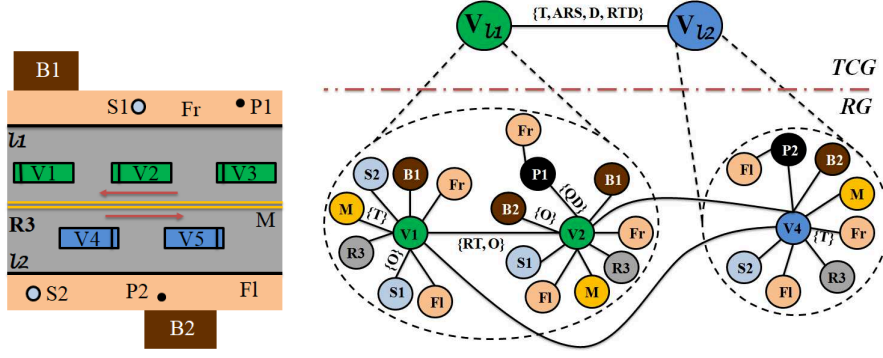 B1
S1
Fr
P1
l1
V1
V2
V3
R3
M
V4
V5
l2
S2
P2
Fl
B2
V l1
{T, ARS, D, RTD}
V l2
TCG
RG
Fr
S2
B1
Fr
P1
B1
M
{T}
B2
{O}
{QD}
V1
{RT, O}
V2
Fr
R3
{O}
S1
R3
S1
Fl
Fl
M
P2
Fl
B2
M
V4
{T}
Fr
S2
R3
Fl